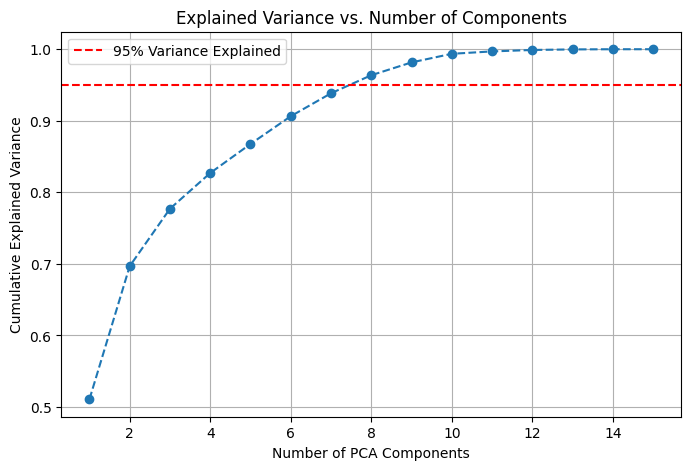 Explained Variance vs. Number of Components
95% Variance Explained
Cumulative Explained Variance
1.0
0.9
0.8
0.7
0.6
0.5
2 4 6 8 10 12 14
Number of PCA Components